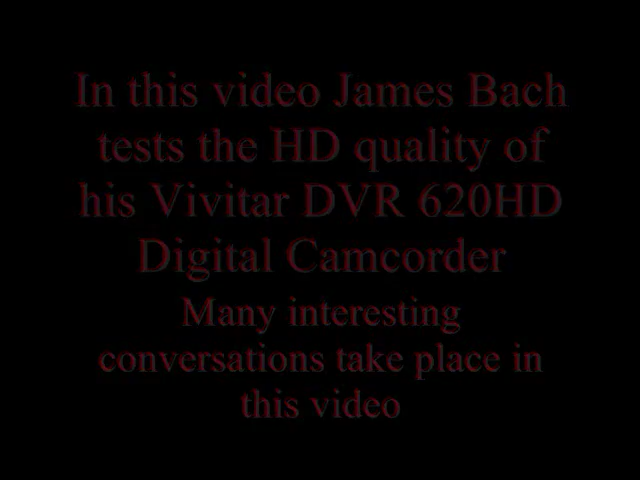 In this video James Bach
tests the HD quality of
his Vivitar DVR 620HD
Digital Camcorder
Many interesting
conversations take place in
this video